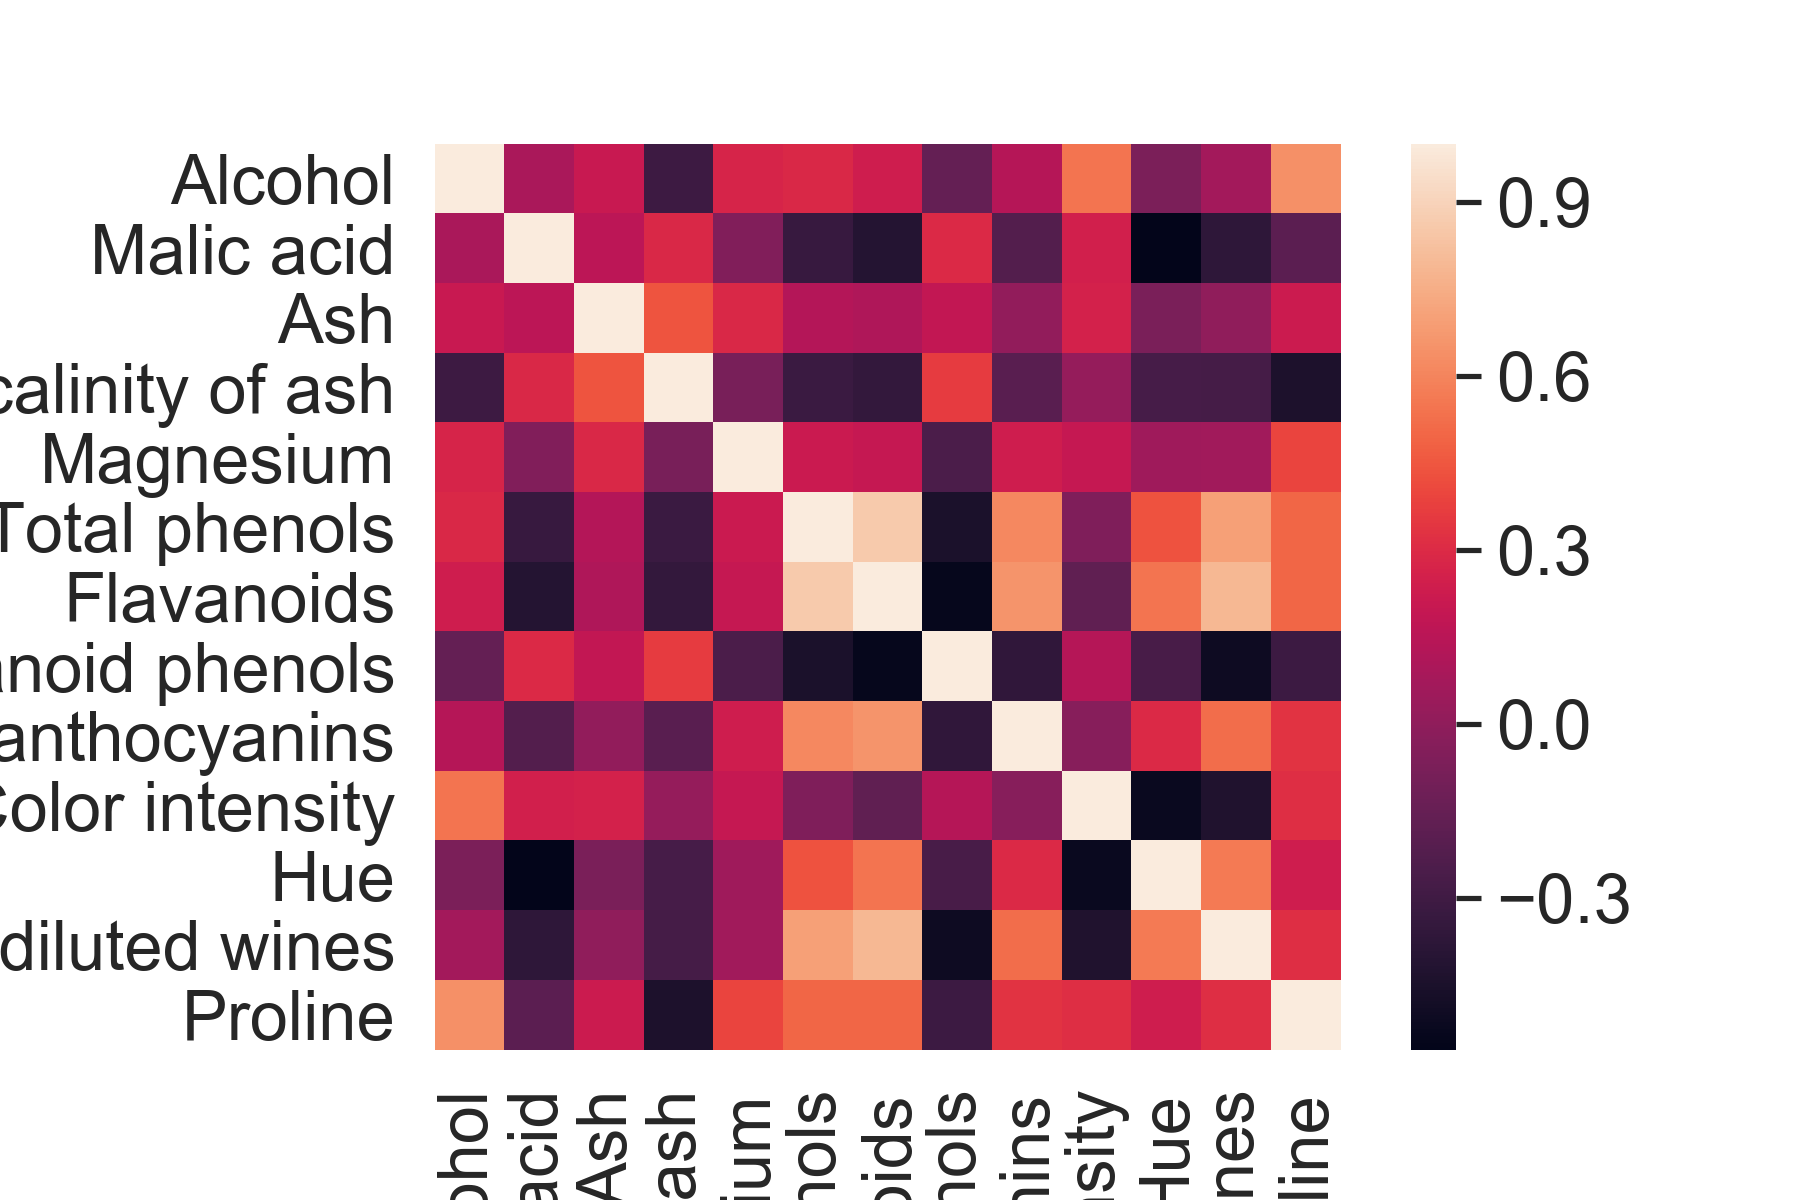 Alcohol
Malic acid
Ash
calinity of ash
Magnesium
Total phenols
Flavanoids
anoid phenols
anthocyanins
Color intensity
Hue
diluted wines
Proline
0.9
0.6
0.3
0.0
−0.3
ohol
acid
Ash
ash
ium
nols
oids
nols
nins
nsity
Hue
nes
line